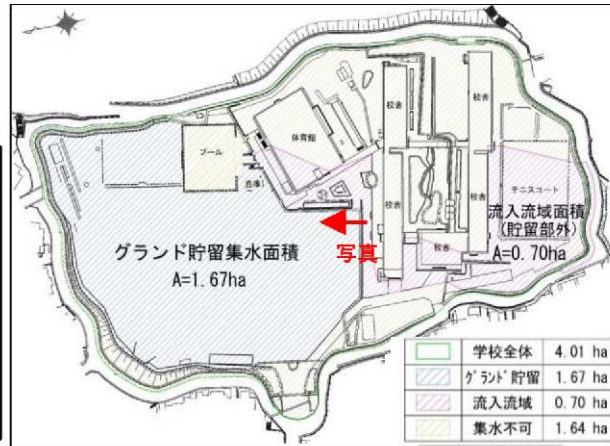 プール
体育館
倉庫
校舎
校舎
校舎
校舎
校舎
テニスコート
流入流域面積
(貯留部外)
A=0.70ha
グランド貯留集水面積
A=1.67ha
写真
学校全体 4.01 ha
グランド貯留 1.67 ha
流入流域 0.70 ha
集水不可 1.64 ha